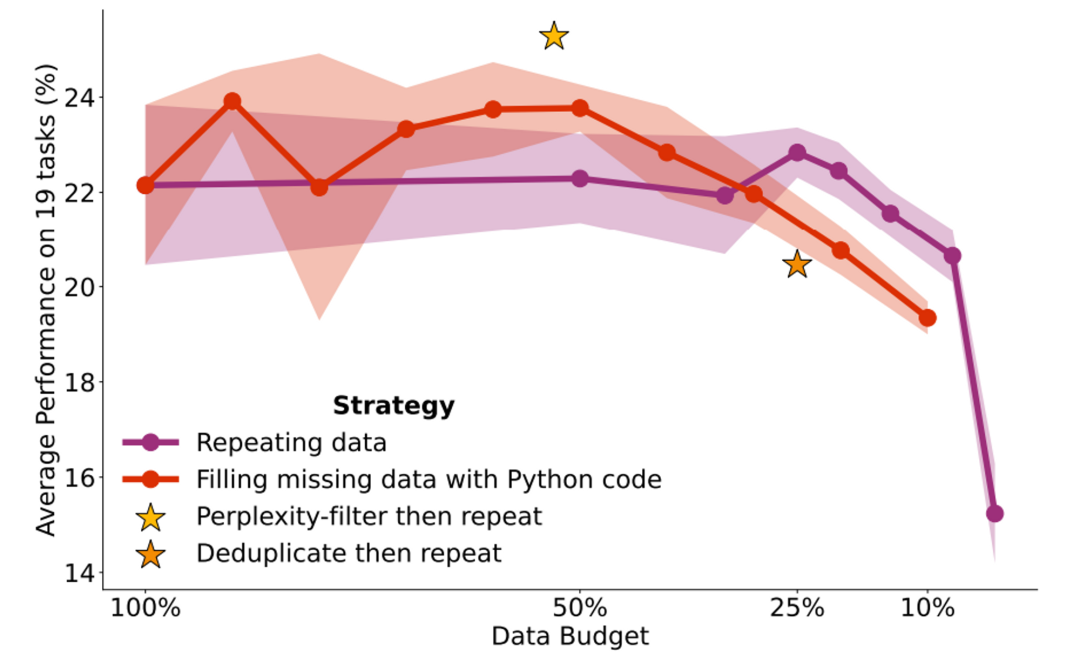 Average Performance on 19 tasks (%)
24
22
20
18
16
14
Strategy
Repeating data
Filling missing data with Python code
Perplexity-filter then repeat
Deduplicate then repeat
100% 50% 25% 10%
Data Budget